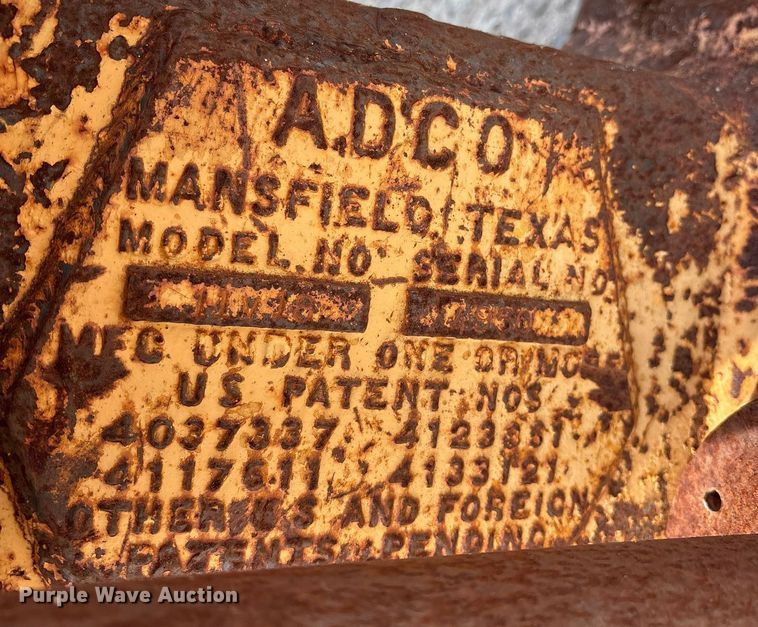 ADCO
MANSFIELD, TEXAS
MODEL NO SERIAL NO
MFG UNDER ONE OR MORE
US PATENT NOS.
4037337 4123861
4117611 4133121
OTHER US AND FOREIGN
PATENTS PENDING
Purple Wave Auction